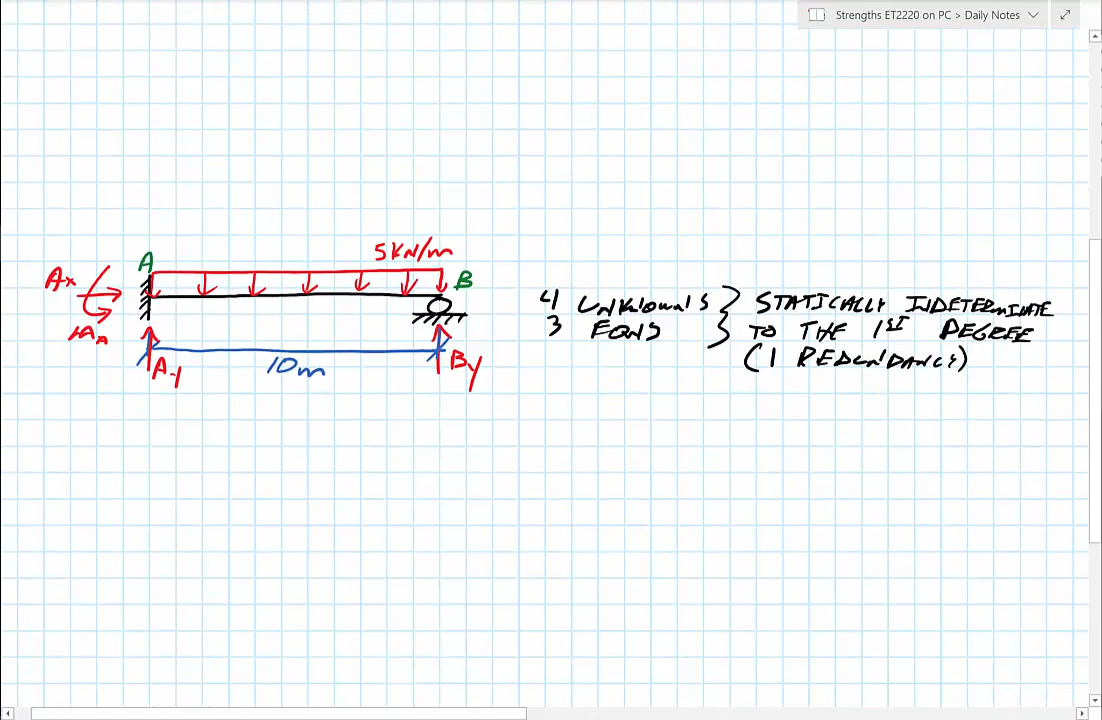 Strengths ET2220 on PC > Daily Notes
5 kN/m
A
B
Ax
MA
Ay
10m
By
4 UNKNOWNS
3 EQNS
STATICALLY INDETERMINATE
TO THE 1ST DEGREE
(1 REDUNDANCY)